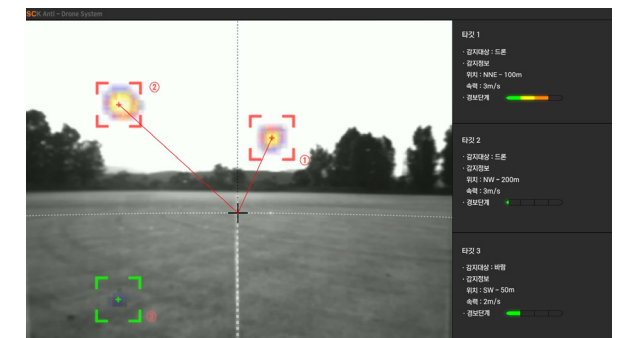 SCK Anti - Drone System
②
①
③
타깃 1
· 감지대상 : 드론
· 감지정보
위치 : NNE - 100m
속력 : 3m/s
· 경보단계
타깃 2
· 감지대상 : 드론
· 감지정보
위치 : NW - 200m
속력 : 3m/s
· 경보단계
타깃 3
· 감지대상 : 바람
· 감지정보
위치 : SW - 50m
속력 : 2m/s
· 경보단계